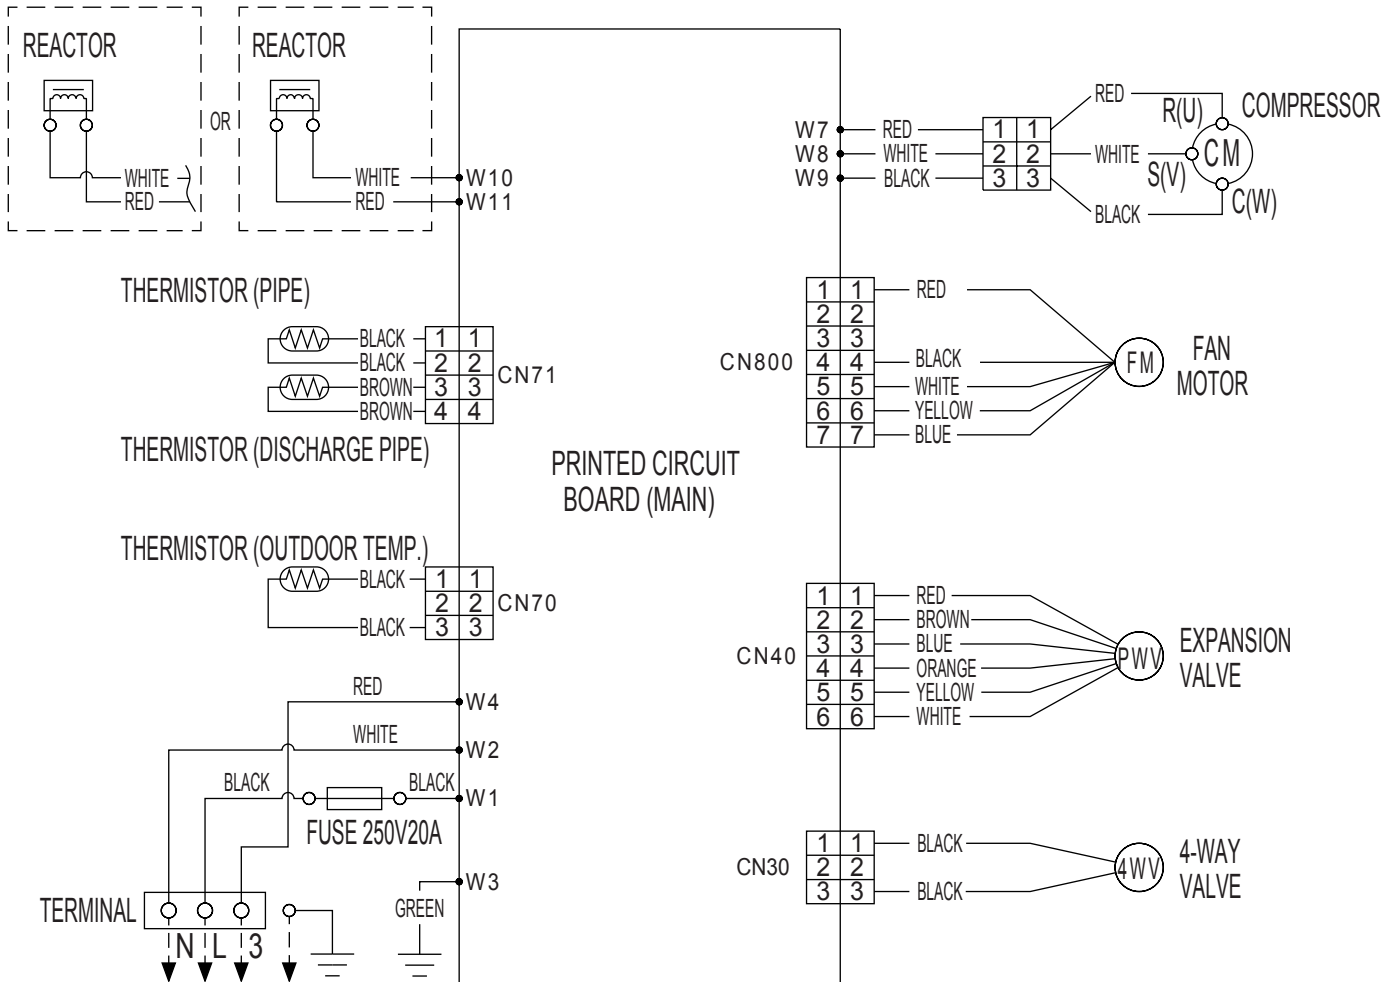 REACTOR
WHITE
RED
OR
REACTOR
WHITE
RED
W10
W11
THERMISTOR (PIPE)
BLACK 1 1
BLACK 2 2
BROWN 3 3
BROWN 4 4
CN71
THERMISTOR (DISCHARGE PIPE)
THERMISTOR (OUTDOOR TEMP.)
BLACK 1 1
2 2
BLACK 3 3
CN70
RED W4
WHITE W2
BLACK BLACK W1
FUSE 250V20A
W3
GREEN
TERMINAL
N L 3
PRINTED CIRCUIT
BOARD (MAIN)
W7 RED 1 1 RED
W8 WHITE 2 2 WHITE
W9 BLACK 3 3 BLACK
R(U)
S(V)
C(W)
CM
COMPRESSOR
CN800
1 1 RED
2 2
3 3
4 4 BLACK
5 5 WHITE
6 6 YELLOW
7 7 BLUE
FM
FAN
MOTOR
CN40
1 1 RED
2 2 BROWN
3 3 BLUE
4 4 ORANGE
5 5 YELLOW
6 6 WHITE
PWV
EXPANSION
VALVE
CN30
1 1 BLACK
2 2
3 3 BLACK
4WV
4-WAY
VALVE